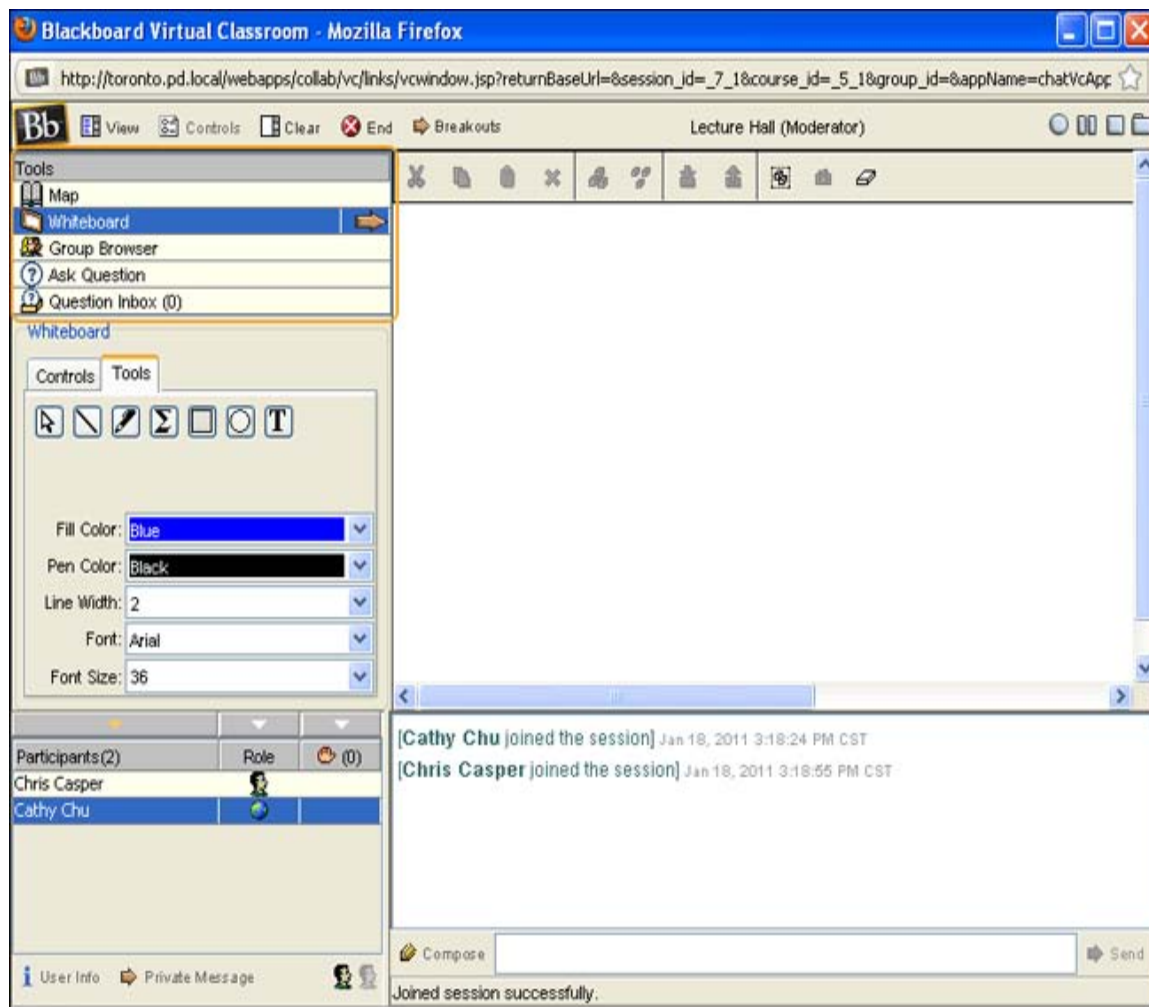 Blackboard Virtual Classroom - Mozilla Firefox
http://toronto.pd.local/webapps/collab/vc/links/vcwindow.jsp?returnBaseUrl=&session_id=_7_1&course_id=_5_1&group_id=&appName=chatVcApp
Bb View Controls Clear End Breakouts Lecture Hall (Moderator)
Tools
Map
Whiteboard
Group Browser
? Ask Question
Question Inbox (0)
Whiteboard
Controls Tools
Σ T
Fill Color: Blue
Pen Color: Black
Line Width: 2
Font: Arial
Font Size: 36
Participants(2) Role (0)
Chris Casper
Cathy Chu
[Cathy Chu joined the session] Jan 18, 2011 3:18:24 PM CST
[Chris Casper joined the session] Jan 18, 2011 3:18:55 PM CST
Compose Send
i User Info Private Message
Joined session successfully.